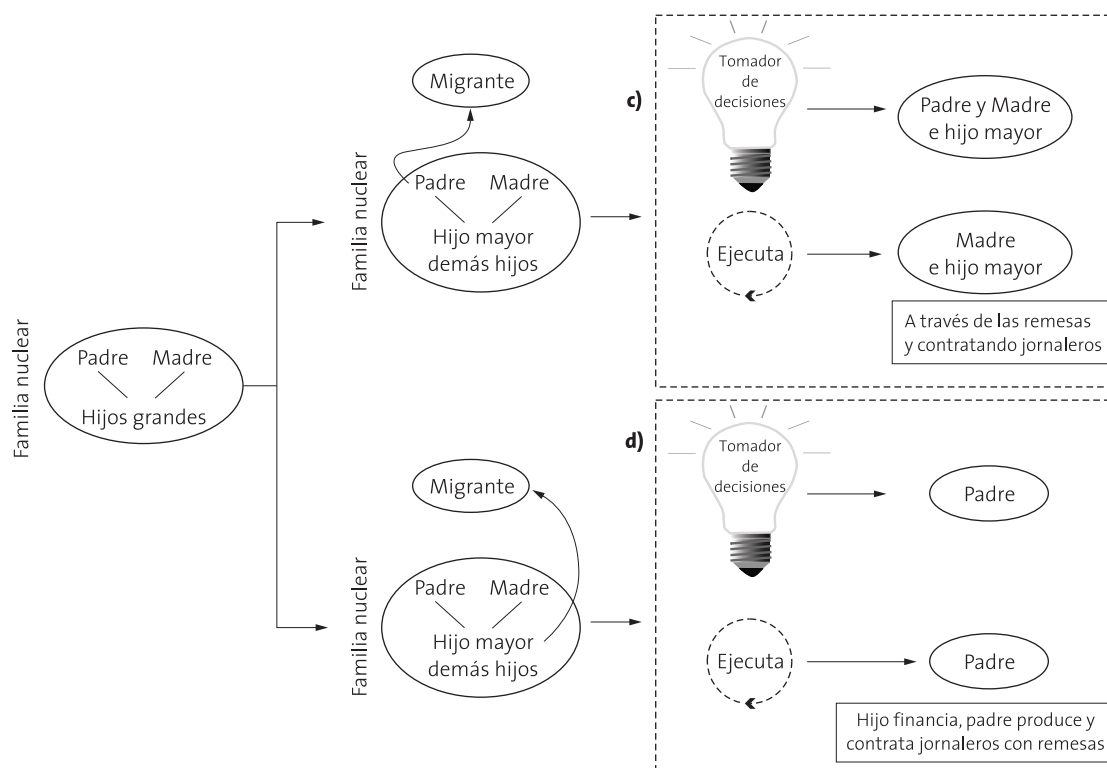 Familia nuclear
Padre Madre
Hijos grandes
Migrante
Familia nuclear
Padre Madre
Hijo mayor
demás hijos
c)
Tomador
de
decisiones
Padre y Madre
e hijo mayor
Ejecuta
Madre
e hijo mayor
A través de las remesas
y contratando jornaleros
Migrante
Familia nuclear
Padre Madre
Hijo mayor
demás hijos
d)
Tomador
de
decisiones
Padre
Ejecuta
Padre
Hijo financia, padre produce y
contrata jornaleros con remesas